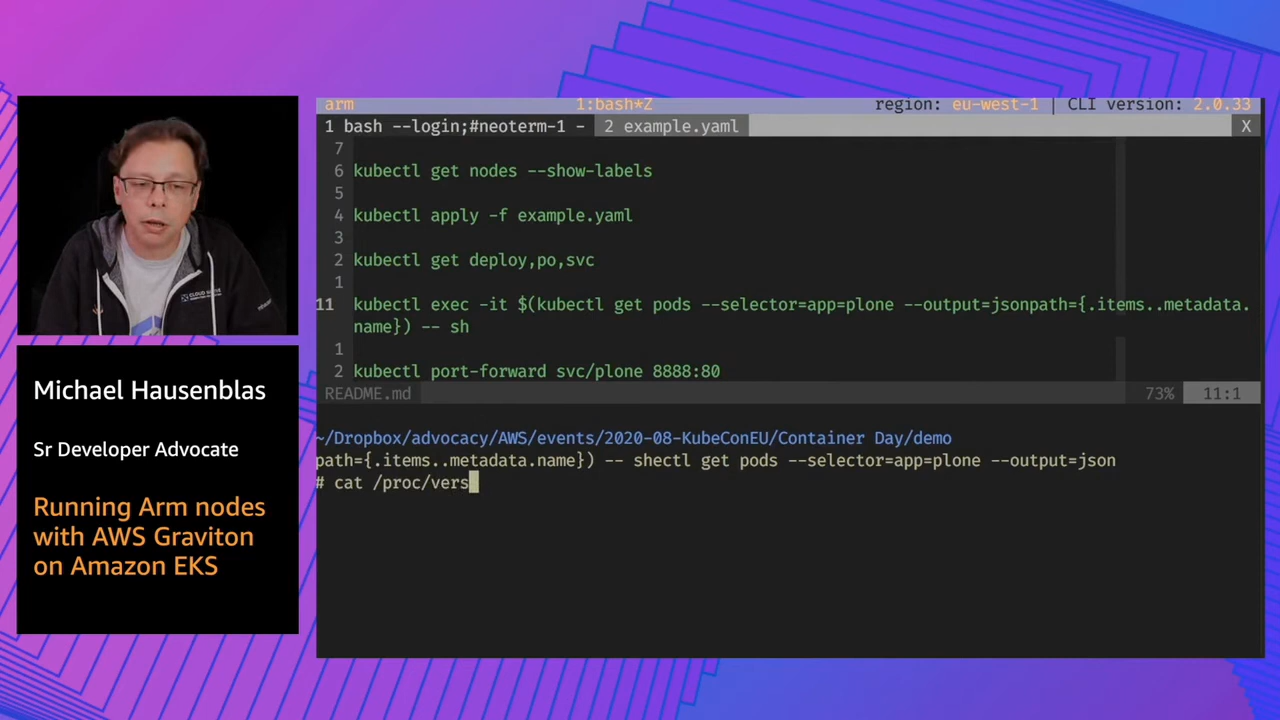 arm 1:bash*Z region: eu-west-1 | CLI version: 2.0.33
1 bash --login;#neoterm-1 - 2 example.yaml X
7
6 kubectl get nodes --show-labels
5
4 kubectl apply -f example.yaml
3
2 kubectl get deploy,po,svc
1
11 kubectl exec -it $(kubectl get pods --selector=app=plone --output=jsonpath={.items..metadata.
name}) -- sh
1
2 kubectl port-forward svc/plone 8888:80
README.md 73% 11:1
~/Dropbox/advocacy/AWS/events/2020-08-KubeConEU/Container Day/demo
path={.items..metadata.name}) -- shectl get pods --selector=app=plone --output=json
# cat /proc/vers
Michael Hausenblas
Sr Developer Advocate
Running Arm nodes
with AWS Graviton
on Amazon EKS